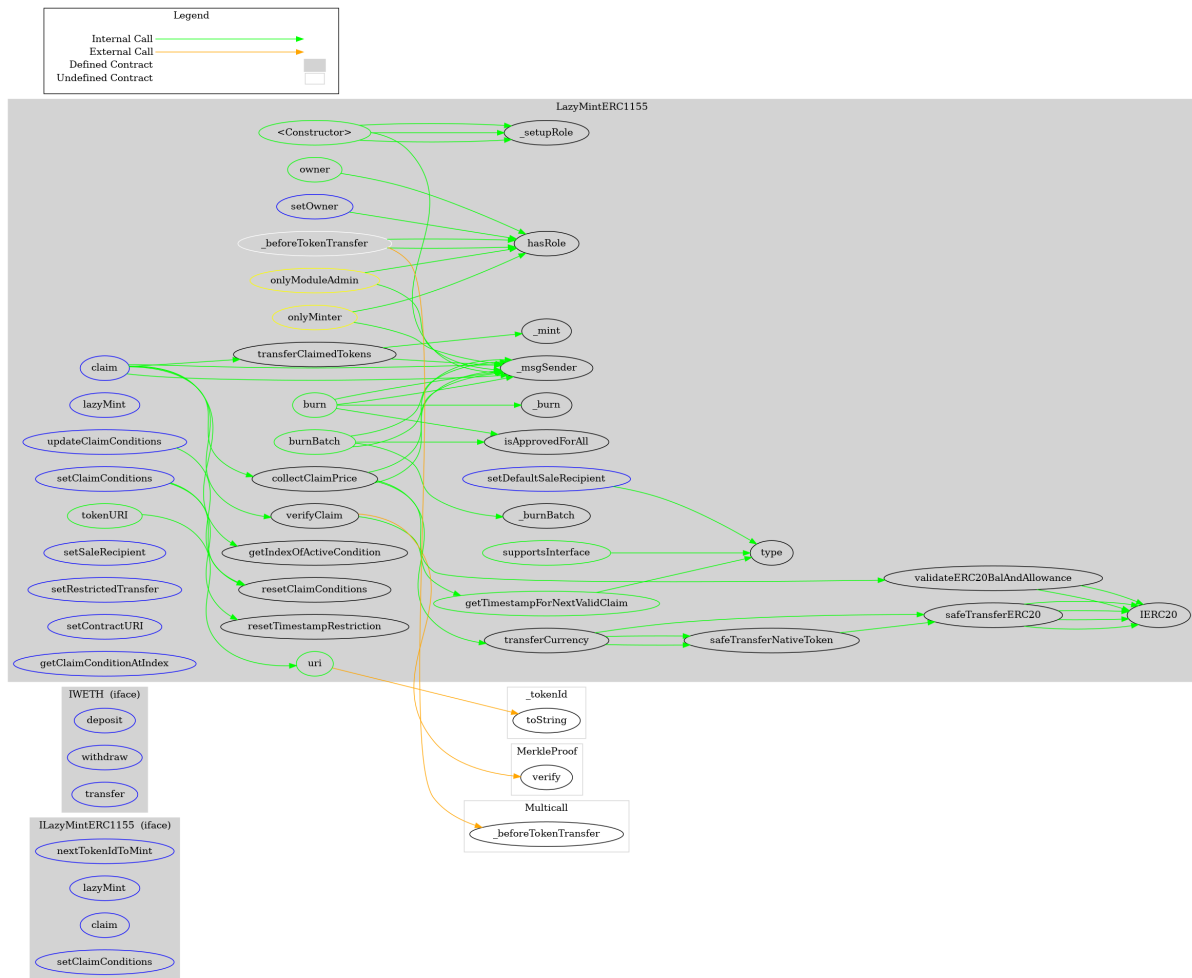 Legend
Internal Call
External Call
Defined Contract
Undefined Contract
LazyMintERC1155
<Constructor>
_setupRole
owner
setOwner
_beforeTokenTransfer
hasRole
onlyModuleAdmin
onlyMinter
_mint
transferClaimedTokens
claim
_msgSender
lazyMint
burn
_burn
updateClaimConditions
burnBatch
isApprovedForAll
setClaimConditions
collectClaimPrice
setDefaultSaleRecipient
tokenURI
verifyClaim
_burnBatch
setSaleRecipient
getIndexOfActiveCondition
supportsInterface
type
validateERC20BalAndAllowance
setRestrictedTransfer
resetClaimConditions
getTimestampForNextValidClaim
safeTransferERC20
IERC20
setContractURI
resetTimestampRestriction
transferCurrency
safeTransferNativeToken
getClaimConditionAtIndex
uri
IWETH (iface)
deposit
withdraw
transfer
_tokenId
toString
MerkleProof
verify
Multicall
_beforeTokenTransfer
ILazyMintERC1155 (iface)
nextTokenIdToMint
lazyMint
claim
setClaimConditions